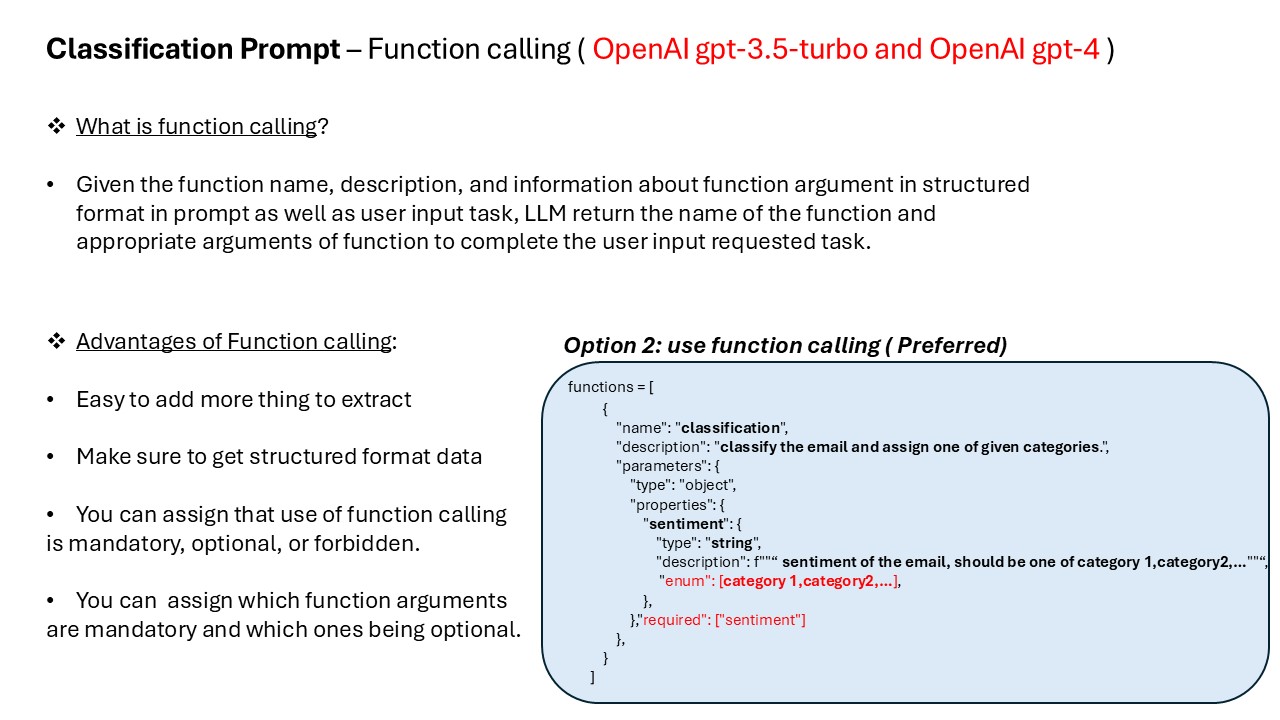 Classification Prompt – Function calling ( OpenAI gpt-3.5-turbo and OpenAI gpt-4 )
❖ What is function calling?
• Given the function name, description, and information about function argument in structured
format in prompt as well as user input task, LLM return the name of the function and
appropriate arguments of function to complete the user input requested task.
❖ Advantages of Function calling:
• Easy to add more thing to extract
• Make sure to get structured format data
• You can assign that use of function calling
is mandatory, optional, or forbidden.
• You can  assign which function arguments
are mandatory and which ones being optional.
Option 2: use function calling ( Preferred)
functions = [
{
"name": "classification",
"description": "classify the email and assign one of given categories.",
"parameters": {
"type": "object",
"properties": {
"sentiment": {
"type": "string",
"description": f""“ sentiment of the email, should be one of category 1,category2,...""“,
"enum": [category 1,category2,...],
},
},"required": ["sentiment"]
},
}
]